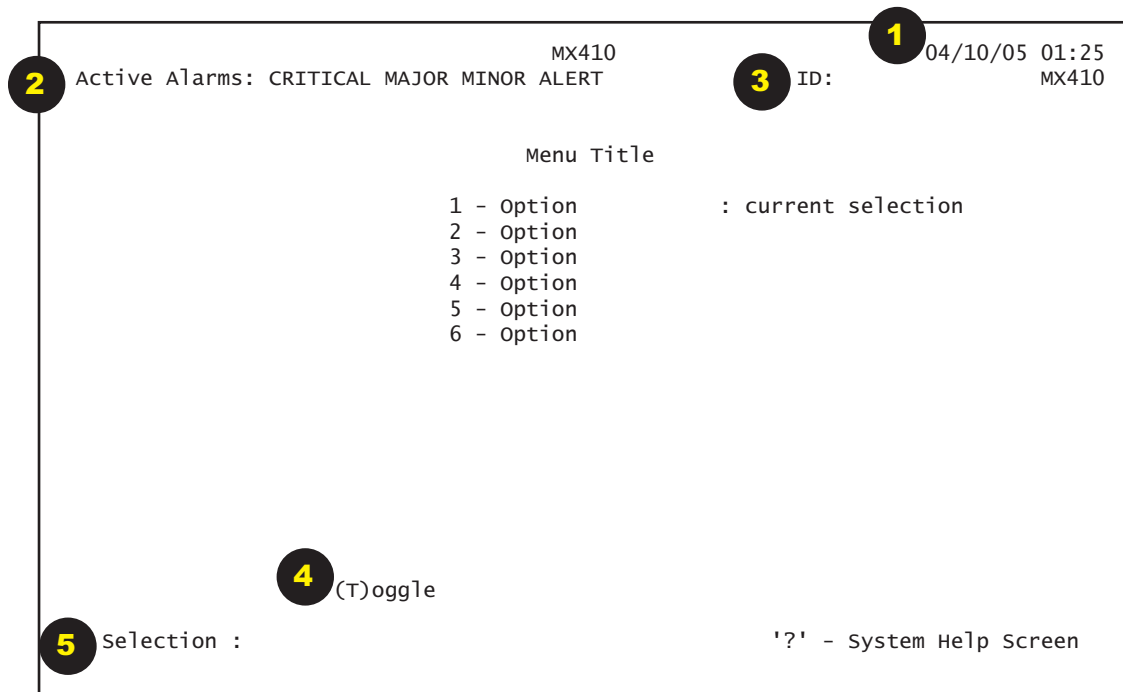 1
MX410 04/10/05 01:25
2 Active Alarms: CRITICAL MAJOR MINOR ALERT 3 ID: MX410
Menu Title
1 – Option : current selection
2 – Option
3 – Option
4 – Option
5 – Option
6 – Option
4 (T)oggle
5 Selection : '?' – System Help Screen